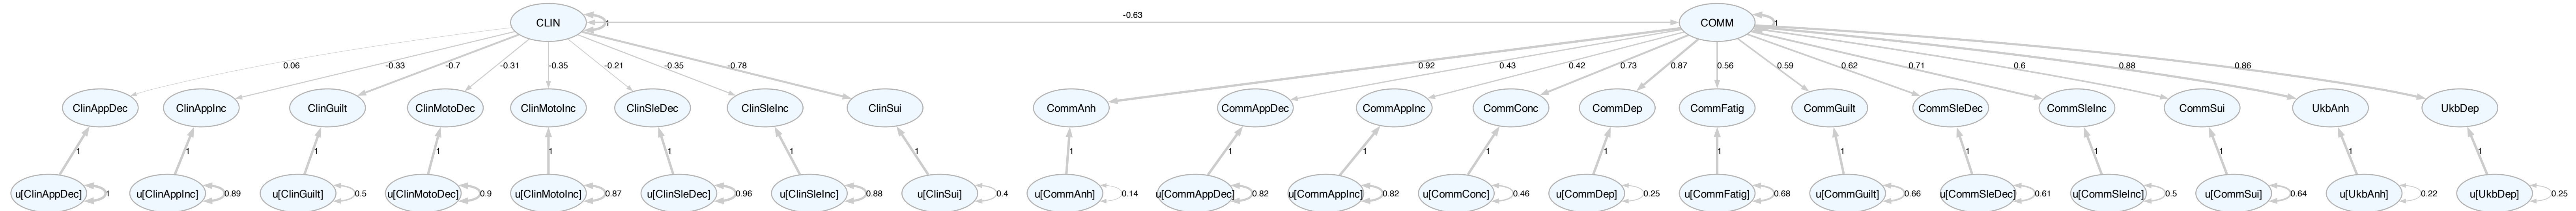 CLIN 1 -0.63 COMM 1
0.06 -0.33 -0.7 -0.31 -0.35 -0.21 -0.35 -0.78 0.92 0.43 0.42 0.73 0.87 0.56 0.59 0.62 0.71 0.6 0.88 0.86
ClinAppDec ClinAppInc ClinGuilt ClinMotoDec ClinMotoInc ClinSleDec ClinSleInc ClinSui CommAnh CommAppDec CommAppInc CommConc CommDep CommFatig CommGuilt CommSleDec CommSleInc CommSui UkbAnh UkbDep
1 1 1 1 1 1 1 1 1 1 1 1 1 1 1 1 1 1 1 1
u[ClinAppDec] 1 u[ClinAppInc] 0.89 u[ClinGuilt] 0.5 u[ClinMotoDec] 0.9 u[ClinMotoInc] 0.87 u[ClinSleDec] 0.96 u[ClinSleInc] 0.88 u[ClinSui] 0.4 u[CommAnh] 0.14 u[CommAppDec] 0.82 u[CommAppInc] 0.82 u[CommConc] 0.46 u[CommDep] 0.25 u[CommFatig] 0.68 u[CommGuilt] 0.66 u[CommSleDec] 0.61 u[CommSleInc] 0.5 u[CommSui] 0.64 u[UkbAnh] 0.22 u[UkbDep] 0.25